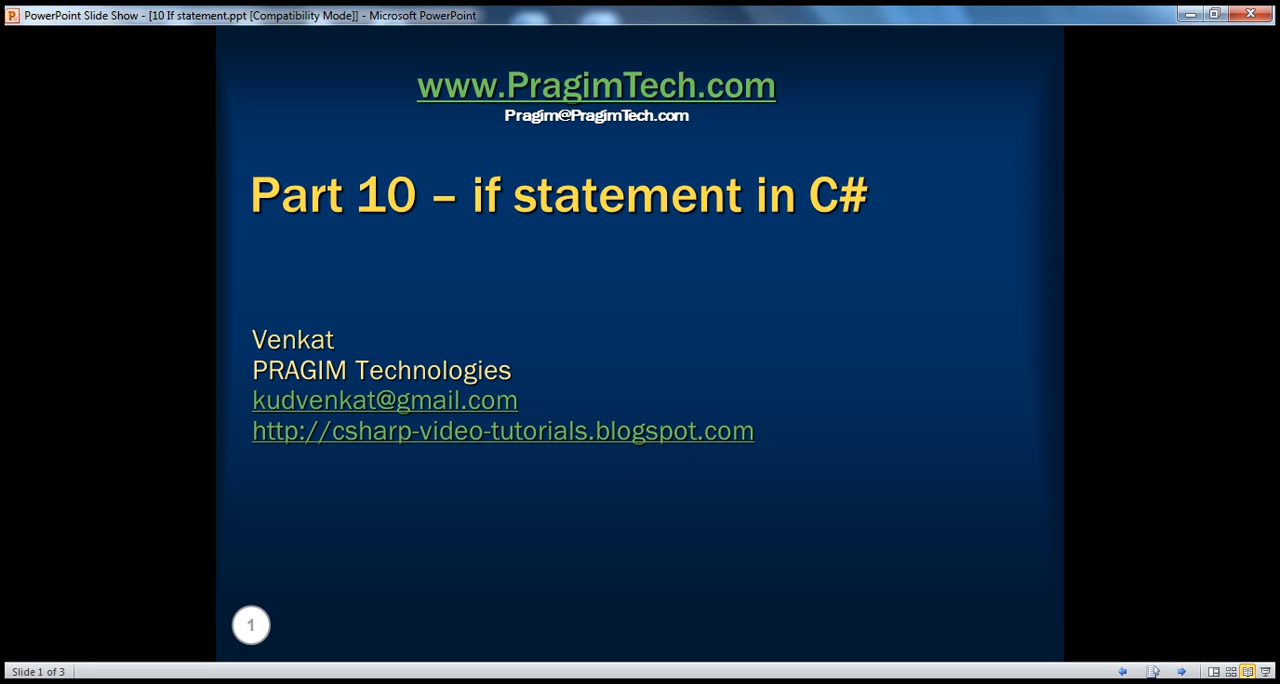 PowerPoint Slide Show - [10 If statement.ppt [Compatibility Mode]] - Microsoft PowerPoint
www.PragimTech.com
Pragim@PragimTech.com
Part 10 – if statement in C#
Venkat
PRAGIM Technologies
kudvenkat@gmail.com
http://csharp-video-tutorials.blogspot.com
1
Slide 1 of 3